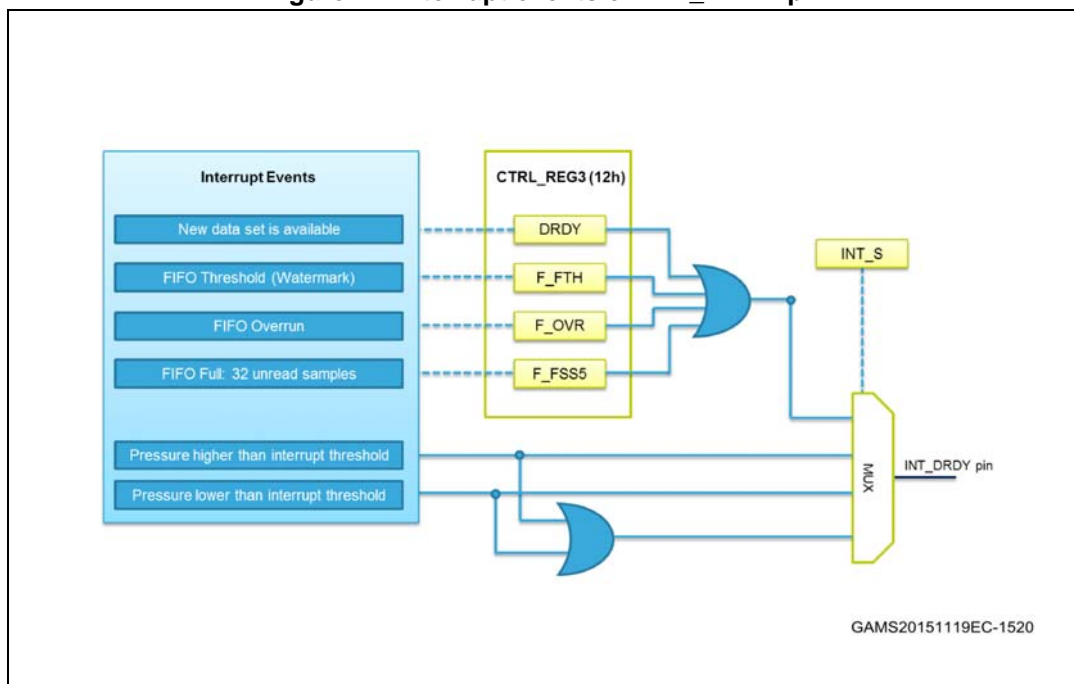 Interrupt Events
CTRL_REG3 (12h)
New data set is available
DRDY
INT_S
FIFO Threshold (Watermark)
F_FTH
FIFO Overrun
F_OVR
FIFO Full: 32 unread samples
F_FSS5
Pressure higher than interrupt threshold
INT_DRDY pin
MUX
Pressure lower than interrupt threshold
GAMS20151119EC-1520